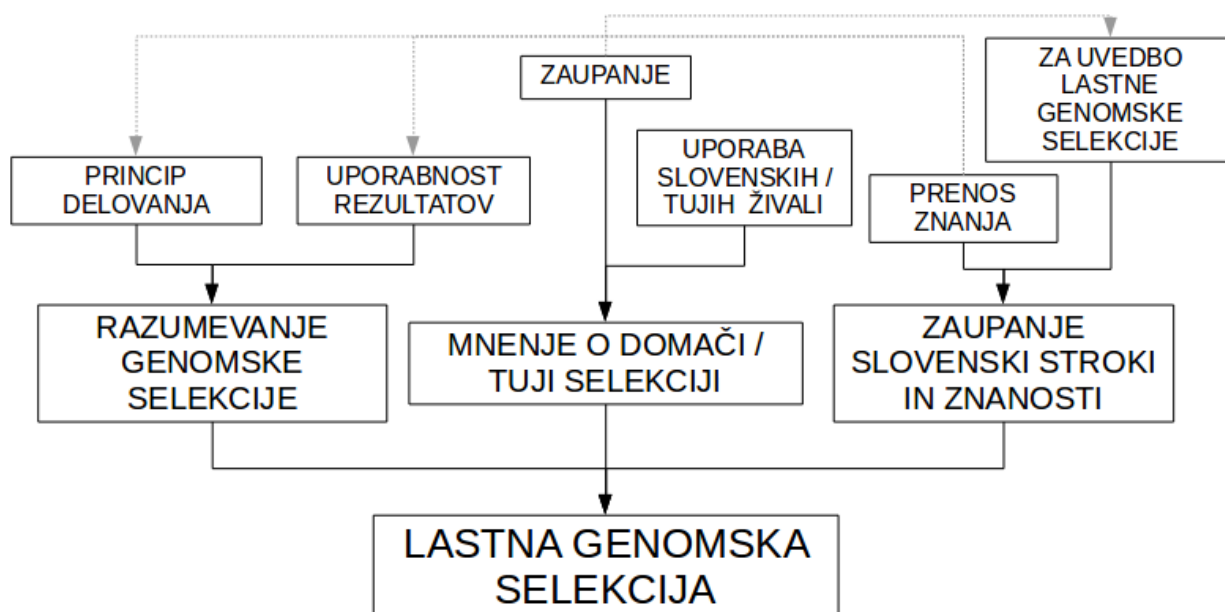 ZAUPANJE
ZA UVEDBO
LASTNE
GENOMSKE
SELEKCIJE
PRINCIP
DELOVANJA
UPORABNOST
REZULTATOV
UPORABA
SLOVENSKIH /
TUJIH ŽIVALI
PRENOS
ZNANJA
RAZUMEVANJE
GENOMSKE
SELEKCIJE
MNENJE O DOMAČI /
TUJI SELEKCIJI
ZAUPANJE
SLOVENSKI STROKI
IN ZNANOSTI
LASTNA GENOMSKA
SELEKCIJA